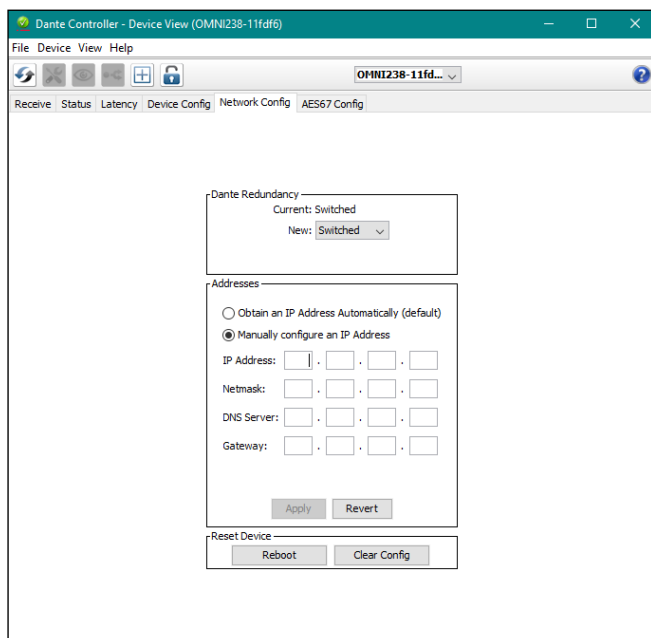 Dante Controller - Device View (OMNI238-11fdf6)
File Device View Help
OMNI238-11fd...
Receive Status Latency Device Config Network Config AES67 Config
Dante Redundancy
Current: Switched
New: Switched
Addresses
Obtain an IP Address Automatically (default)
Manually configure an IP Address
IP Address: . . .
Netmask: . . .
DNS Server: . . .
Gateway: . . .
Apply Revert
Reset Device
Reboot Clear Config